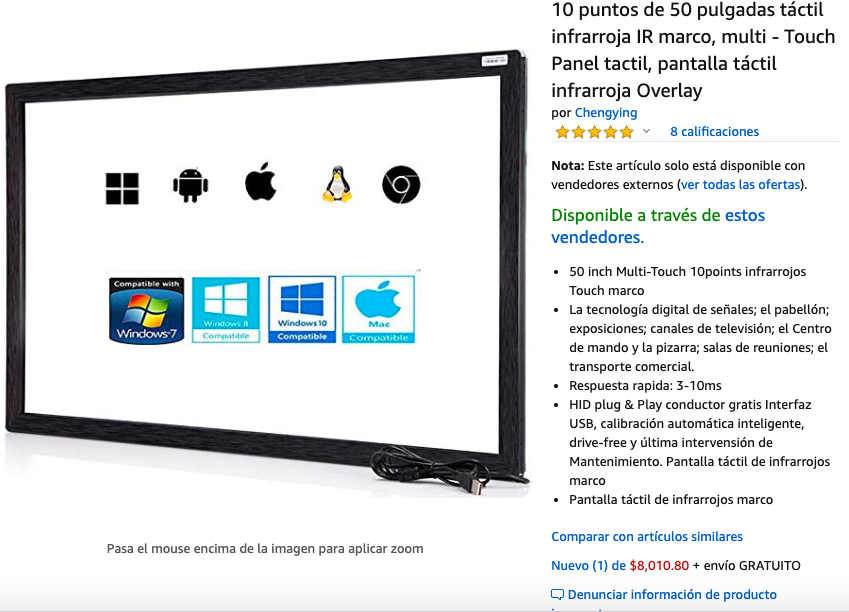 10 puntos de 50 pulgadas táctil
infrarroja IR marco, multi - Touch
Panel tactil, pantalla táctil
infrarroja Overlay
por Chengying
8 calificaciones
Nota: Este artículo solo está disponible con
vendedores externos (ver todas las ofertas).
Disponible a través de estos
vendedores.
• 50 inch Multi-Touch 10points infrarrojos
Touch marco
• La tecnología digital de señales; el pabellón;
exposiciones; canales de televisión; el Centro
de mando y la pizarra; salas de reuniones; el
transporte comercial.
• Respuesta rapida: 3-10ms
• HID plug & Play conductor gratis Interfaz
USB, calibración automática inteligente,
drive-free y última intervensión de
Mantenimiento. Pantalla táctil de infrarrojos
marco
• Pantalla táctil de infrarrojos marco
Comparar con artículos similares
Nuevo (1) de $8,010.80 + envío GRATUITO
Denunciar información de producto
Compatible with
Windows 7
Windows 8
Compatible
Windows10
Compatible
Mac
Compatible
Pasa el mouse encima de la imagen para aplicar zoom